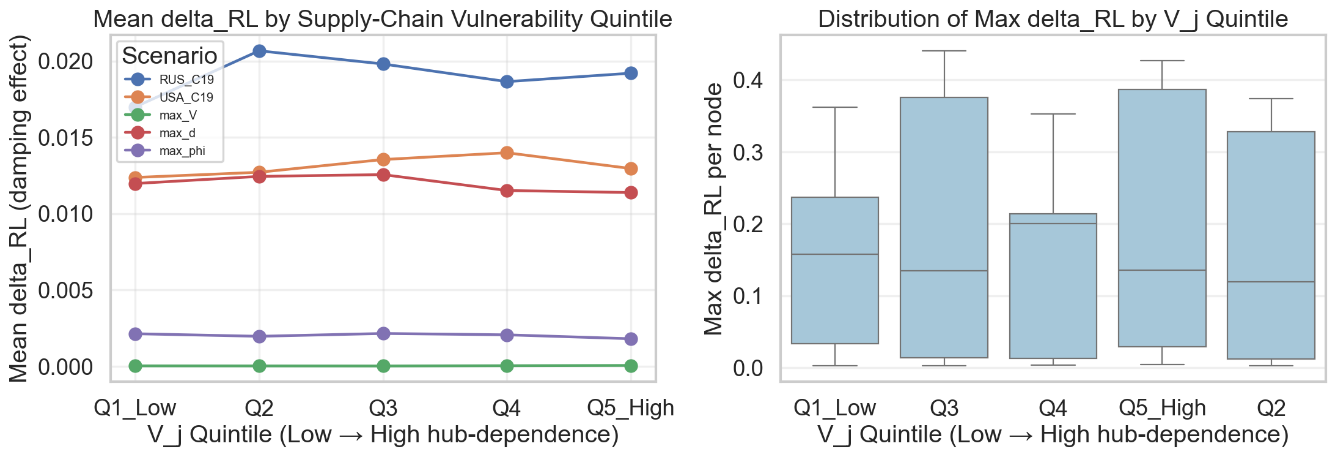 Mean delta_RL by Supply-Chain Vulnerability Quintile
Mean delta_RL (damping effect)
0.020
0.015
0.010
0.005
0.000
Scenario
RUS_C19
USA_C19
max_V
max_d
max_phi
Q1_Low
Q2
Q3
Q4
Q5_High
V_j Quintile (Low → High hub-dependence)
Distribution of Max delta_RL by V_j Quintile
Max delta_RL per node
0.4
0.3
0.2
0.1
0.0
Q1_Low
Q3
Q4
Q5_High
Q2
V_j Quintile (Low → High hub-dependence)